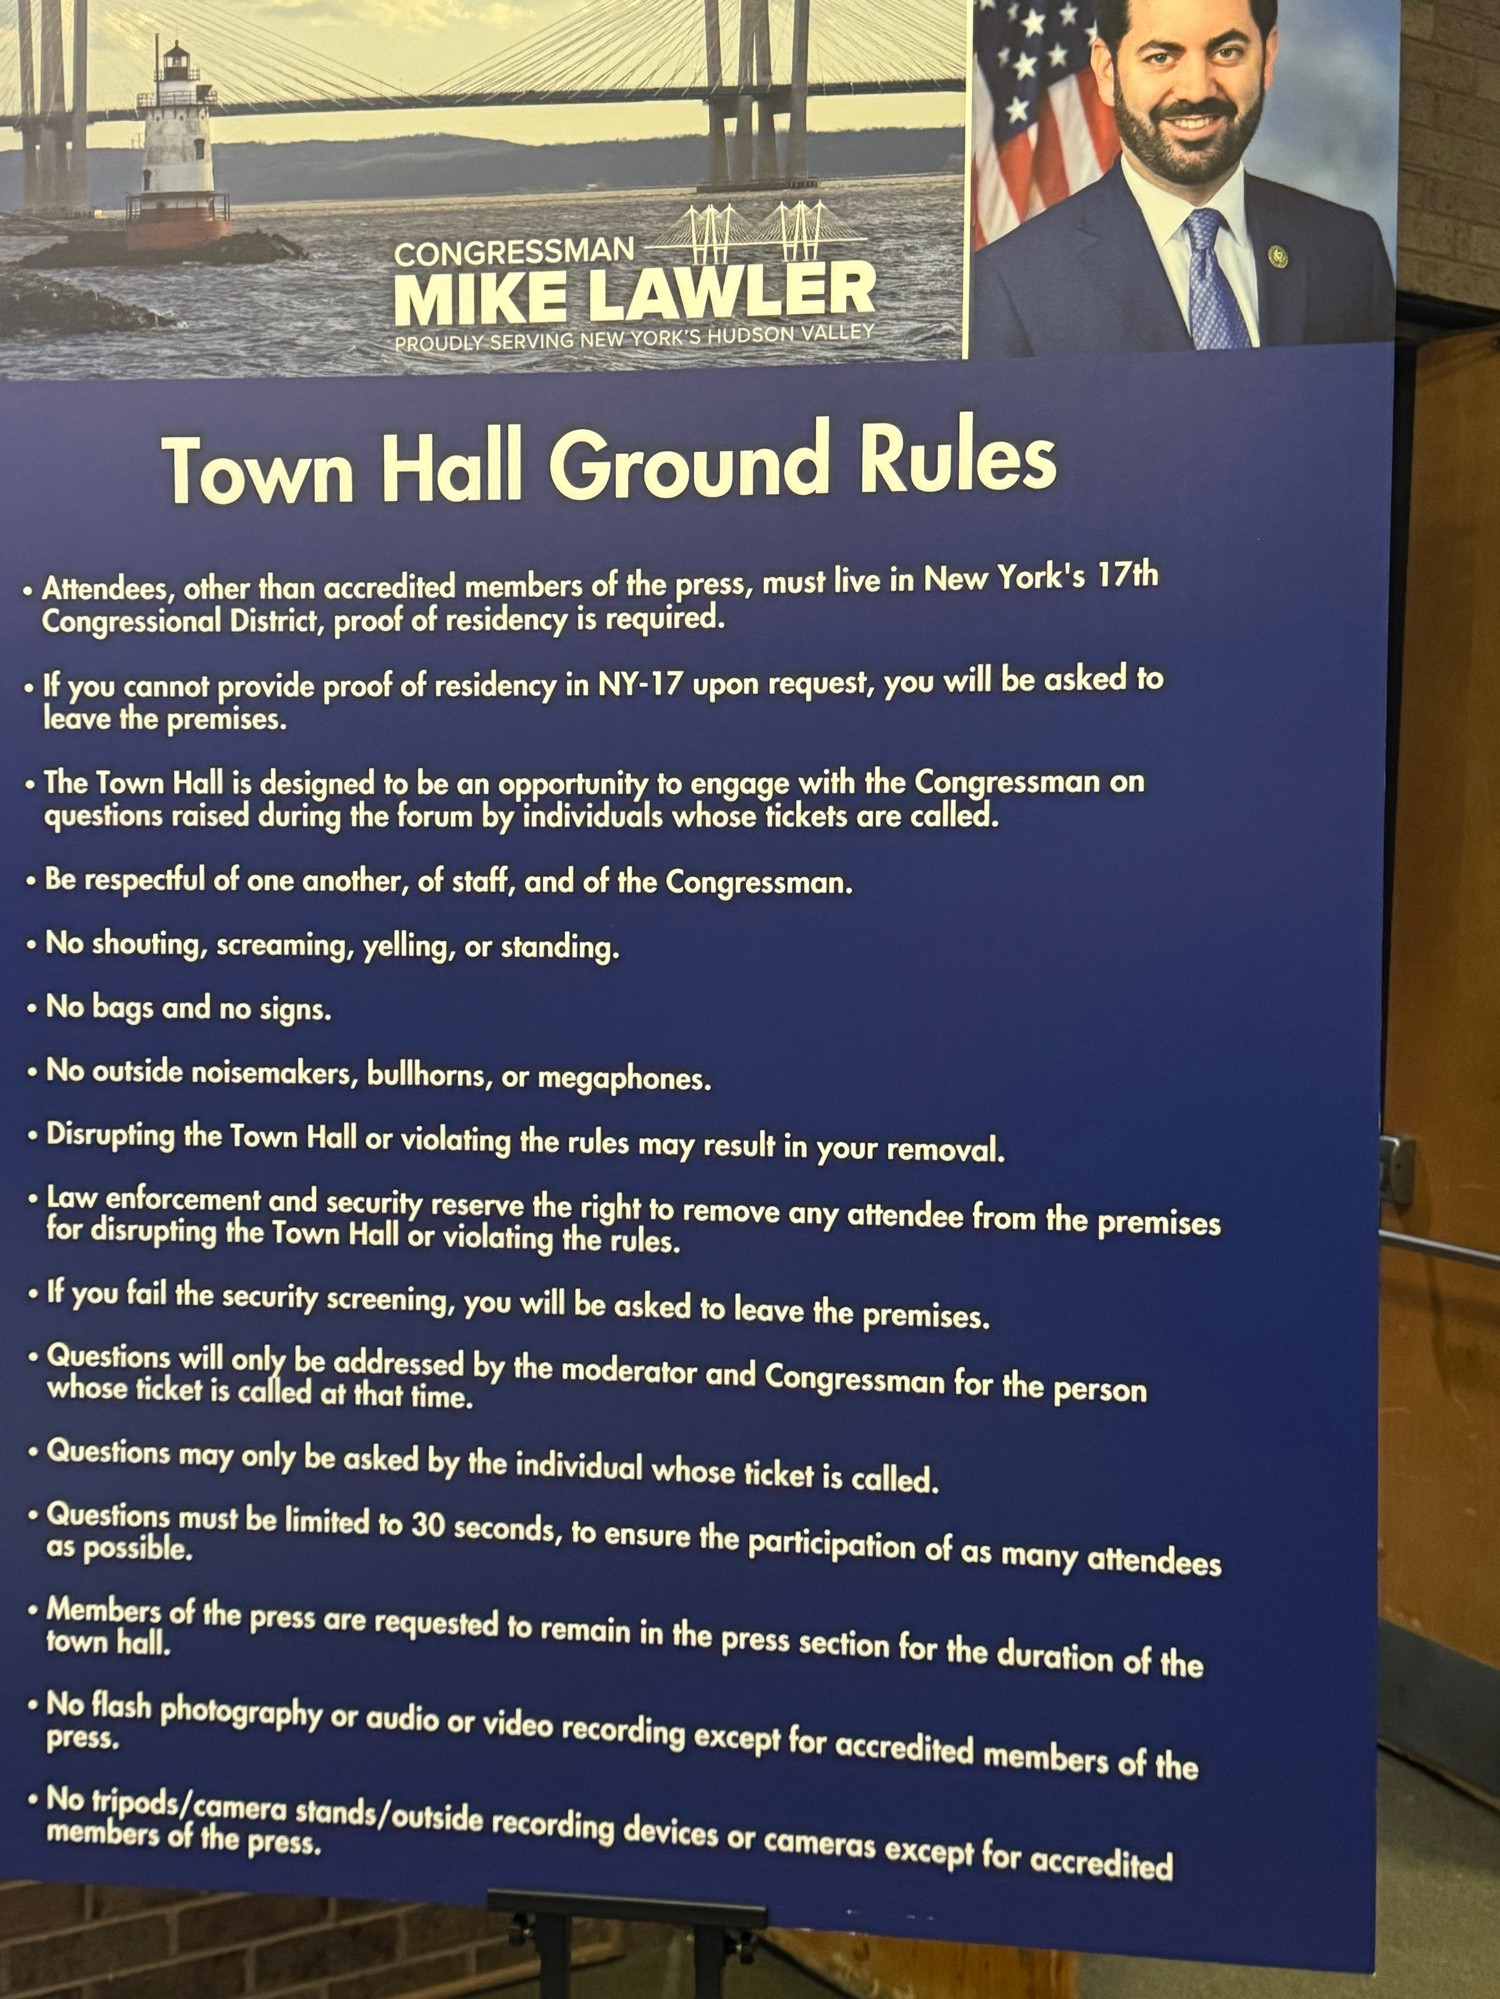 CONGRESSMAN
MIKE LAWLER
PROUDLY SERVING NEW YORK'S HUDSON VALLEY
Town Hall Ground Rules
• Attendees, other than accredited members of the press, must live in New York's 17th
Congressional District, proof of residency is required.
• If you cannot provide proof of residency in NY-17 upon request, you will be asked to
leave the premises.
• The Town Hall is designed to be an opportunity to engage with the Congressman on
questions raised during the forum by individuals whose tickets are called.
• Be respectful of one another, of staff, and of the Congressman.
• No shouting, screaming, yelling, or standing.
• No bags and no signs.
• No outside noisemakers, bullhorns, or megaphones.
• Disrupting the Town Hall or violating the rules may result in your removal.
• Law enforcement and security reserve the right to remove any attendee from the premises
for disrupting the Town Hall or violating the rules.
• If you fail the security screening, you will be asked to leave the premises.
• Questions will only be addressed by the moderator and Congressman for the person
whose ticket is called at that time.
• Questions may only be asked by the individual whose ticket is called.
• Questions must be limited to 30 seconds, to ensure the participation of as many attendees
as possible.
• Members of the press are requested to remain in the press section for the duration of the
town hall.
• No flash photography or audio or video recording except for accredited members of the
press.
• No tripods/camera stands/outside recording devices or cameras except for accredited
members of the press.